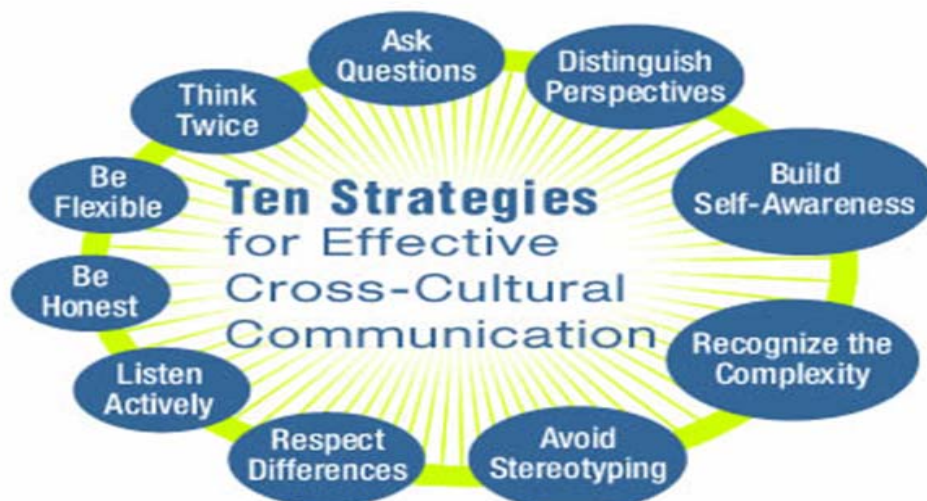 Ten Strategies
for Effective
Cross-Cultural
Communication
Ask
Questions
Distinguish
Perspectives
Build
Self-Awareness
Recognize the
Complexity
Avoid
Stereotyping
Respect
Differences
Listen
Actively
Be
Honest
Be
Flexible
Think
Twice